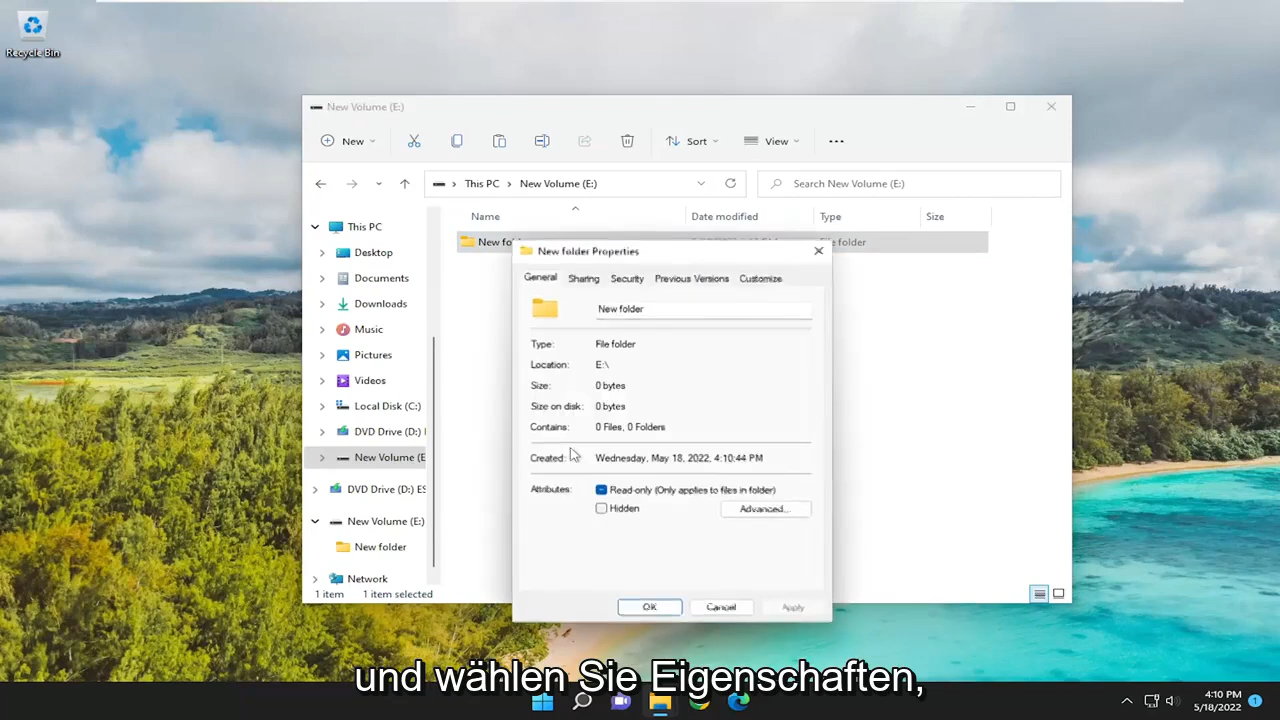 Recycle Bin
New Volume (E:)
New
Sort
View
This PC
New Volume (E:)
Search New Volume (E:)
Name
Date modified
Type
Size
This PC
Desktop
Documents
Downloads
Music
Pictures
Videos
Local Disk (C:)
DVD Drive (D:)
New Volume (E
DVD Drive (D:) ES
New Volume (E:)
New folder
Network
1 item
1 item selected
New fo
File folder
New folder Properties
General
Sharing
Security
Previous Versions
Customize
New folder
Type: File folder
Location: E:\
Size: 0 bytes
Size on disk: 0 bytes
Contains: 0 Files, 0 Folders
Created: Wednesday, May 18, 2022, 4:10:44 PM
Attributes: Read-only (Only applies to files in folder)
Hidden
Advanced...
OK
Cancel
Apply
und wählen Sie Eigenschaften,
4:10 PM
5/18/2022
1